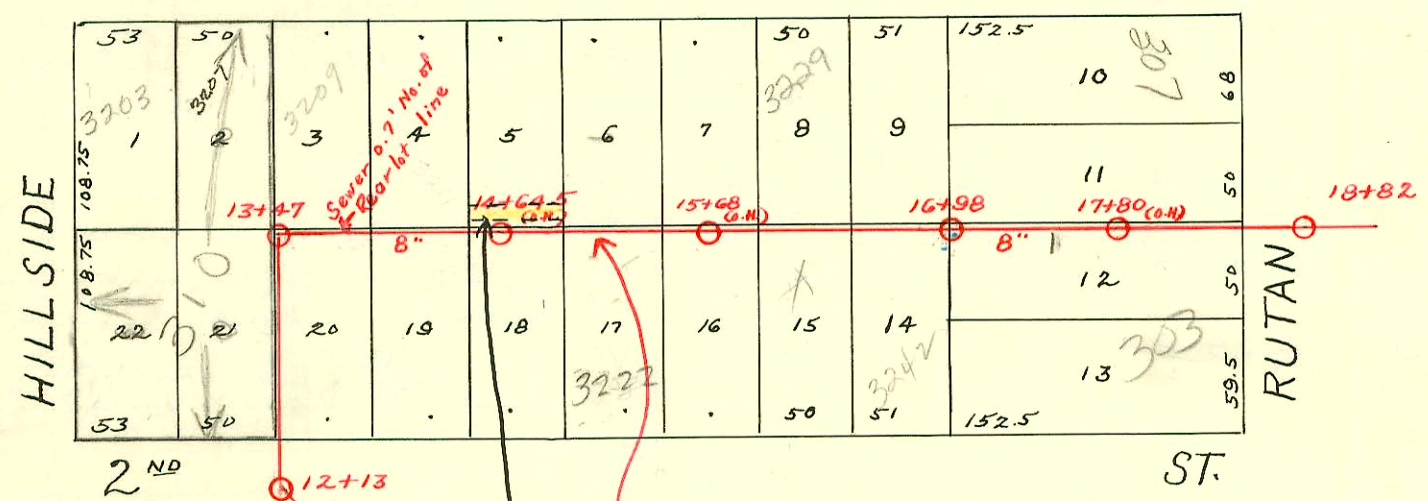 53 50 . . . . . 50 51 152.5
3203 3207 3209 3229 307
1 2 3 4 5 6 7 8 9 10 68
Sewer 0.7' No. of
Rear lot line
108.75 11 50
13+47 14+64.5 (O.H.) 15+68 (O.H.) 16+98 17+80 (O.H.) 18+82
8" 8"
HILLSIDE
RUTAN
108.75 310 12 50
22 21 20 19 18 17 16 15 14
3222 3242 13 303 59.5
53 50 . . . . . 50 51 152.5
2ND ST.
12+13